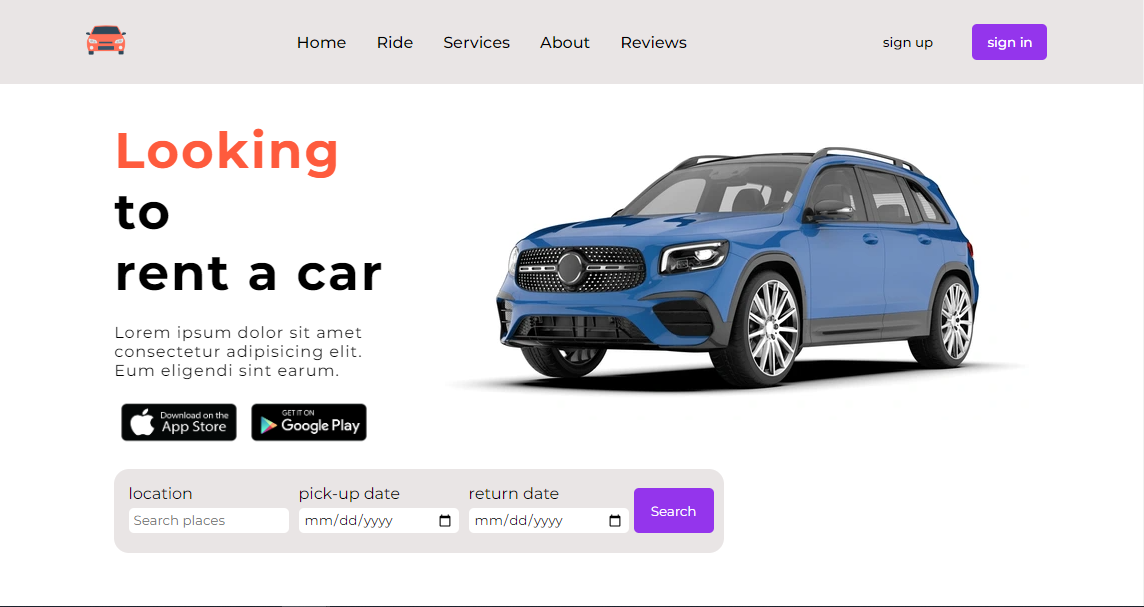 Home Ride Services About Reviews sign up sign in
Looking
to
rent a car
Lorem ipsum dolor sit amet
consectetur adipisicing elit.
Eum eligendi sint earum.
Download on the
App Store
GET IT ON
Google Play
location pick-up date return date
Search places mm/dd/yyyy mm/dd/yyyy Search